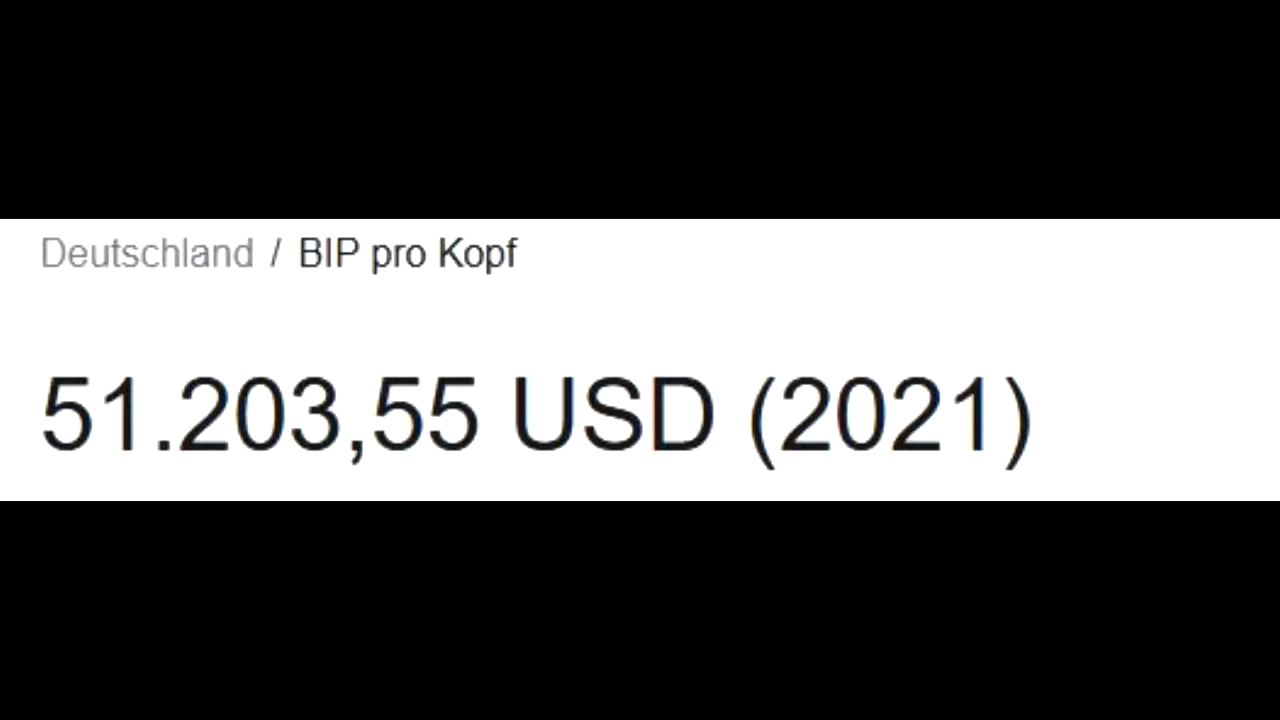 Deutschland / BIP pro Kopf
51.203,55 USD (2021)